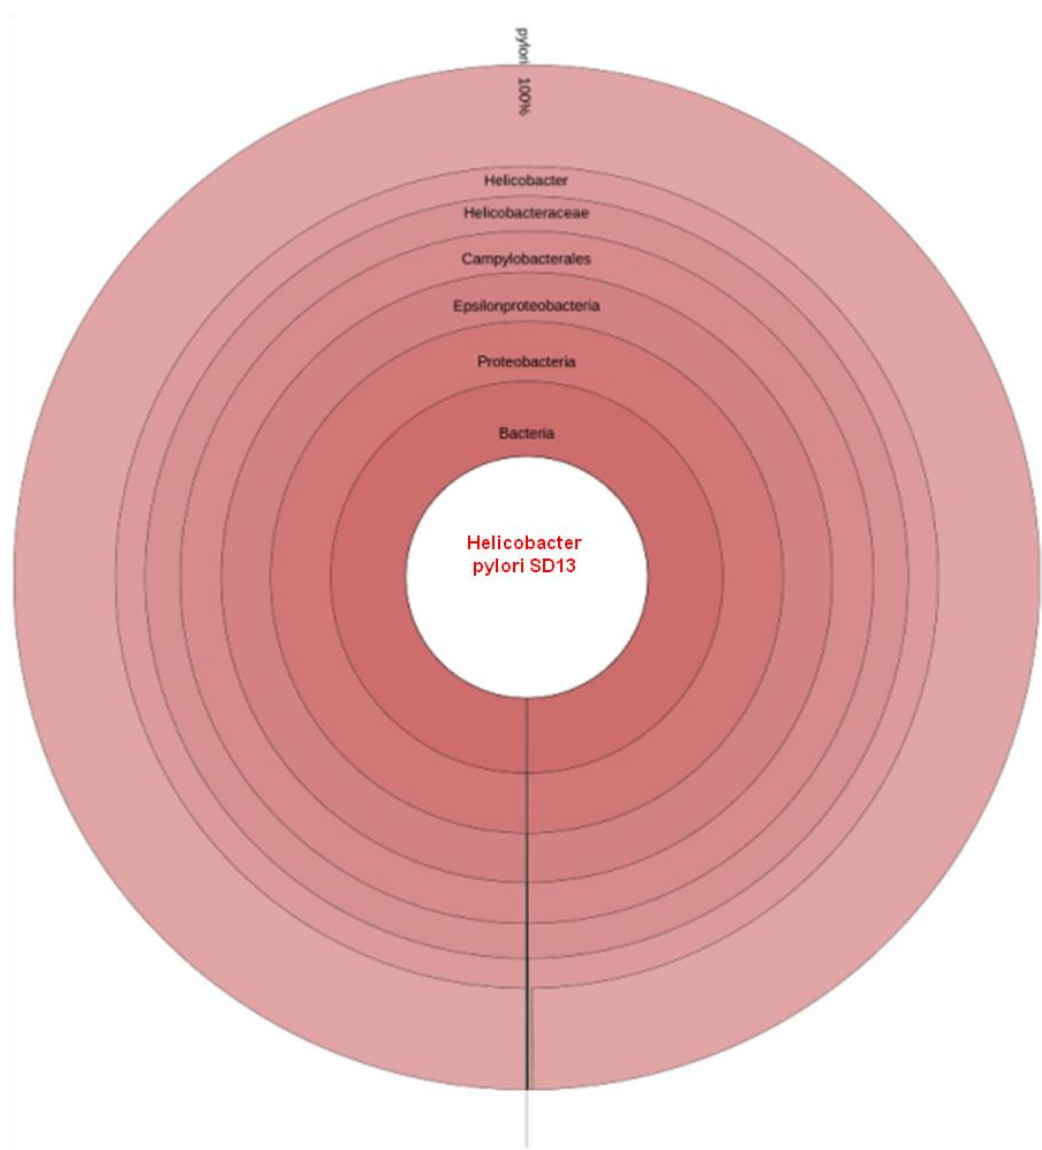 pylori 100%
Helicobacter
Helicobacteraceae
Campylobacterales
Epsilonproteobacteria
Proteobacteria
Bacteria
Helicobacter
pylori SD13